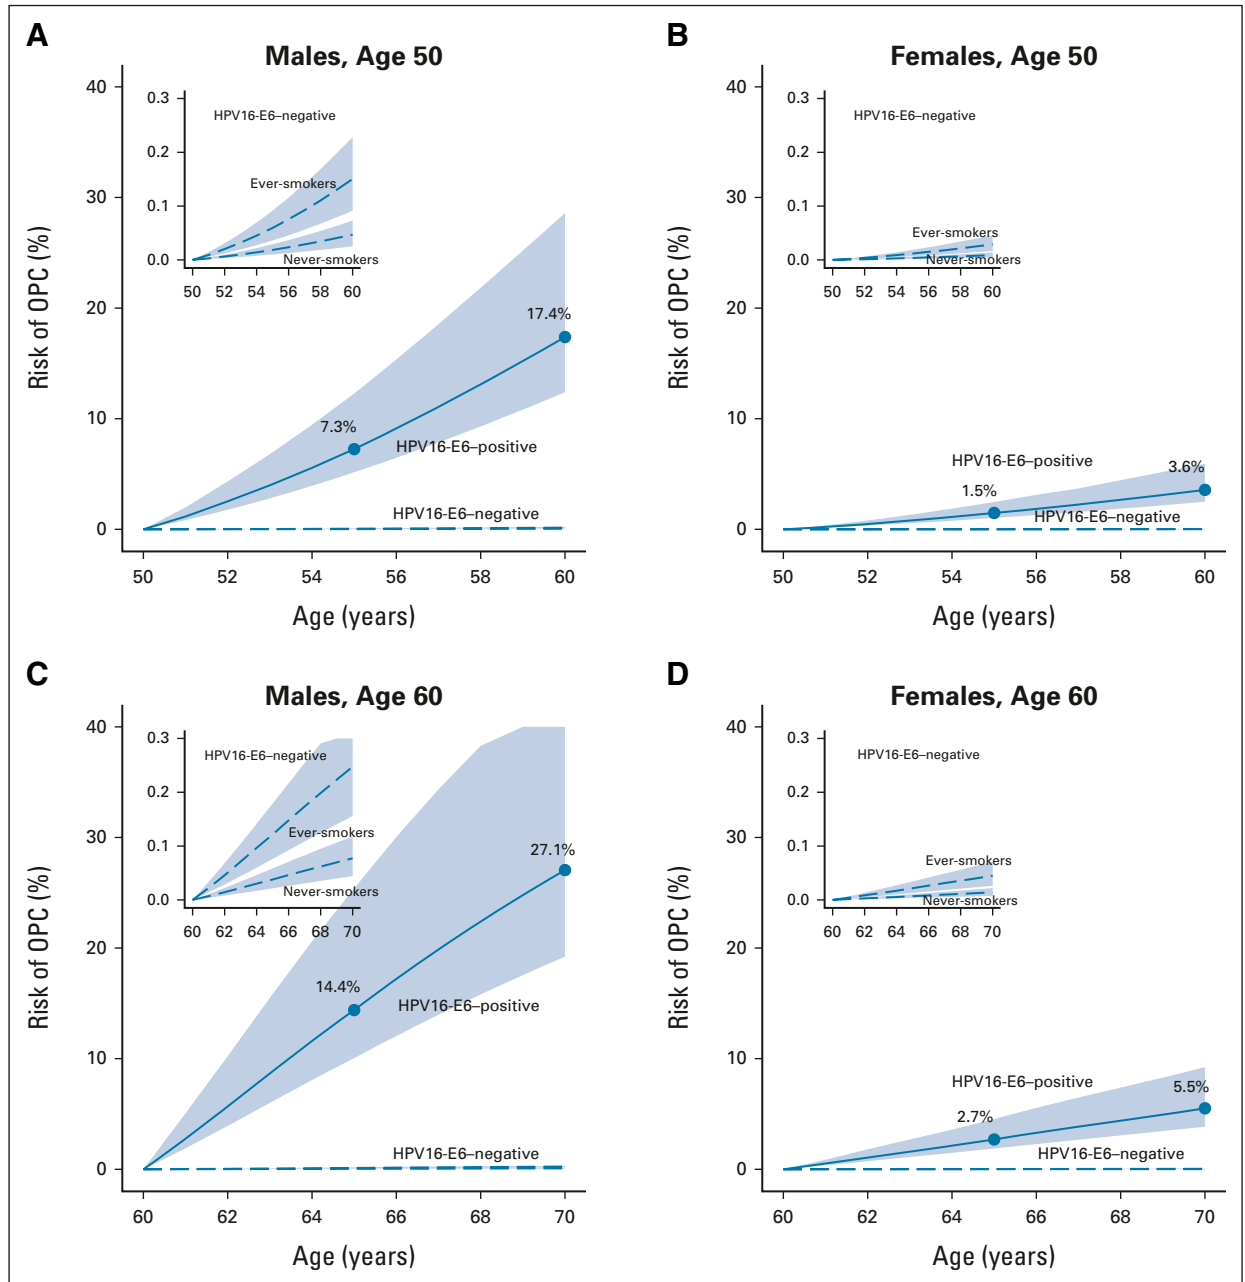 A
Males, Age 50
Risk of OPC (%)
40
30
20
10
0
0.3
0.2
0.1
0.0
HPV16-E6–negative
Ever-smokers
Never-smokers
50 52 54 56 58 60
17.4%
7.3%
HPV16-E6–positive
HPV16-E6–negative
50 52 54 56 58 60
Age (years)
B
Females, Age 50
Risk of OPC (%)
40
30
20
10
0
0.3
0.2
0.1
0.0
HPV16-E6–negative
Ever-smokers
Never-smokers
50 52 54 56 58 60
HPV16-E6–positive
3.6%
1.5%
HPV16-E6–negative
50 52 54 56 58 60
Age (years)
C
Males, Age 60
Risk of OPC (%)
40
30
20
10
0
0.3
0.2
0.1
0.0
HPV16-E6–negative
Ever-smokers
Never-smokers
60 62 64 66 68 70
27.1%
14.4%
HPV16-E6–positive
HPV16-E6–negative
60 62 64 66 68 70
Age (years)
D
Females, Age 60
Risk of OPC (%)
40
30
20
10
0
0.3
0.2
0.1
0.0
HPV16-E6–negative
Ever-smokers
Never-smokers
60 62 64 66 68 70
HPV16-E6–positive
5.5%
2.7%
HPV16-E6–negative
60 62 64 66 68 70
Age (years)